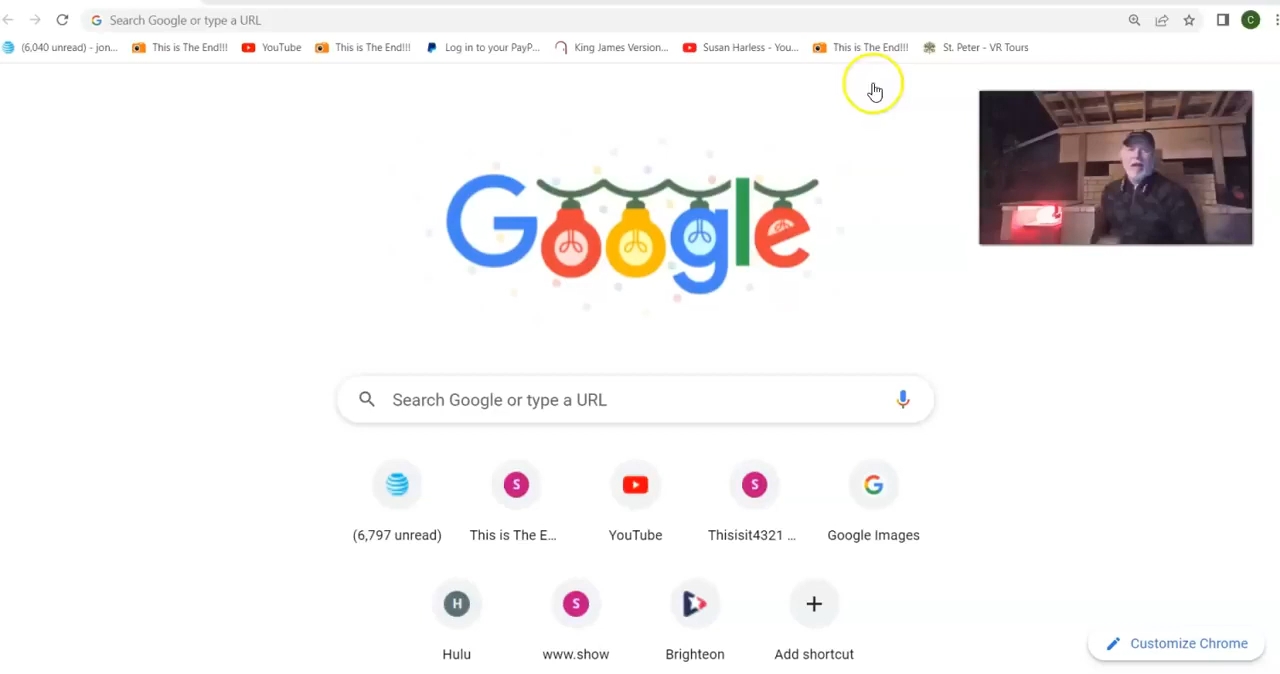 Search Google or type a URL
C
(6,040 unread) - jon... This is The End!!! YouTube This is The End!!! Log in to your PayP... King James Version... Susan Harless - You... This is The End!!! St. Peter - VR Tours
Google
Search Google or type a URL
S S G
(6,797 unread) This is The E... YouTube Thisisit4321 ... Google Images
H S
Hulu www.show Brighteon Add shortcut
Customize Chrome